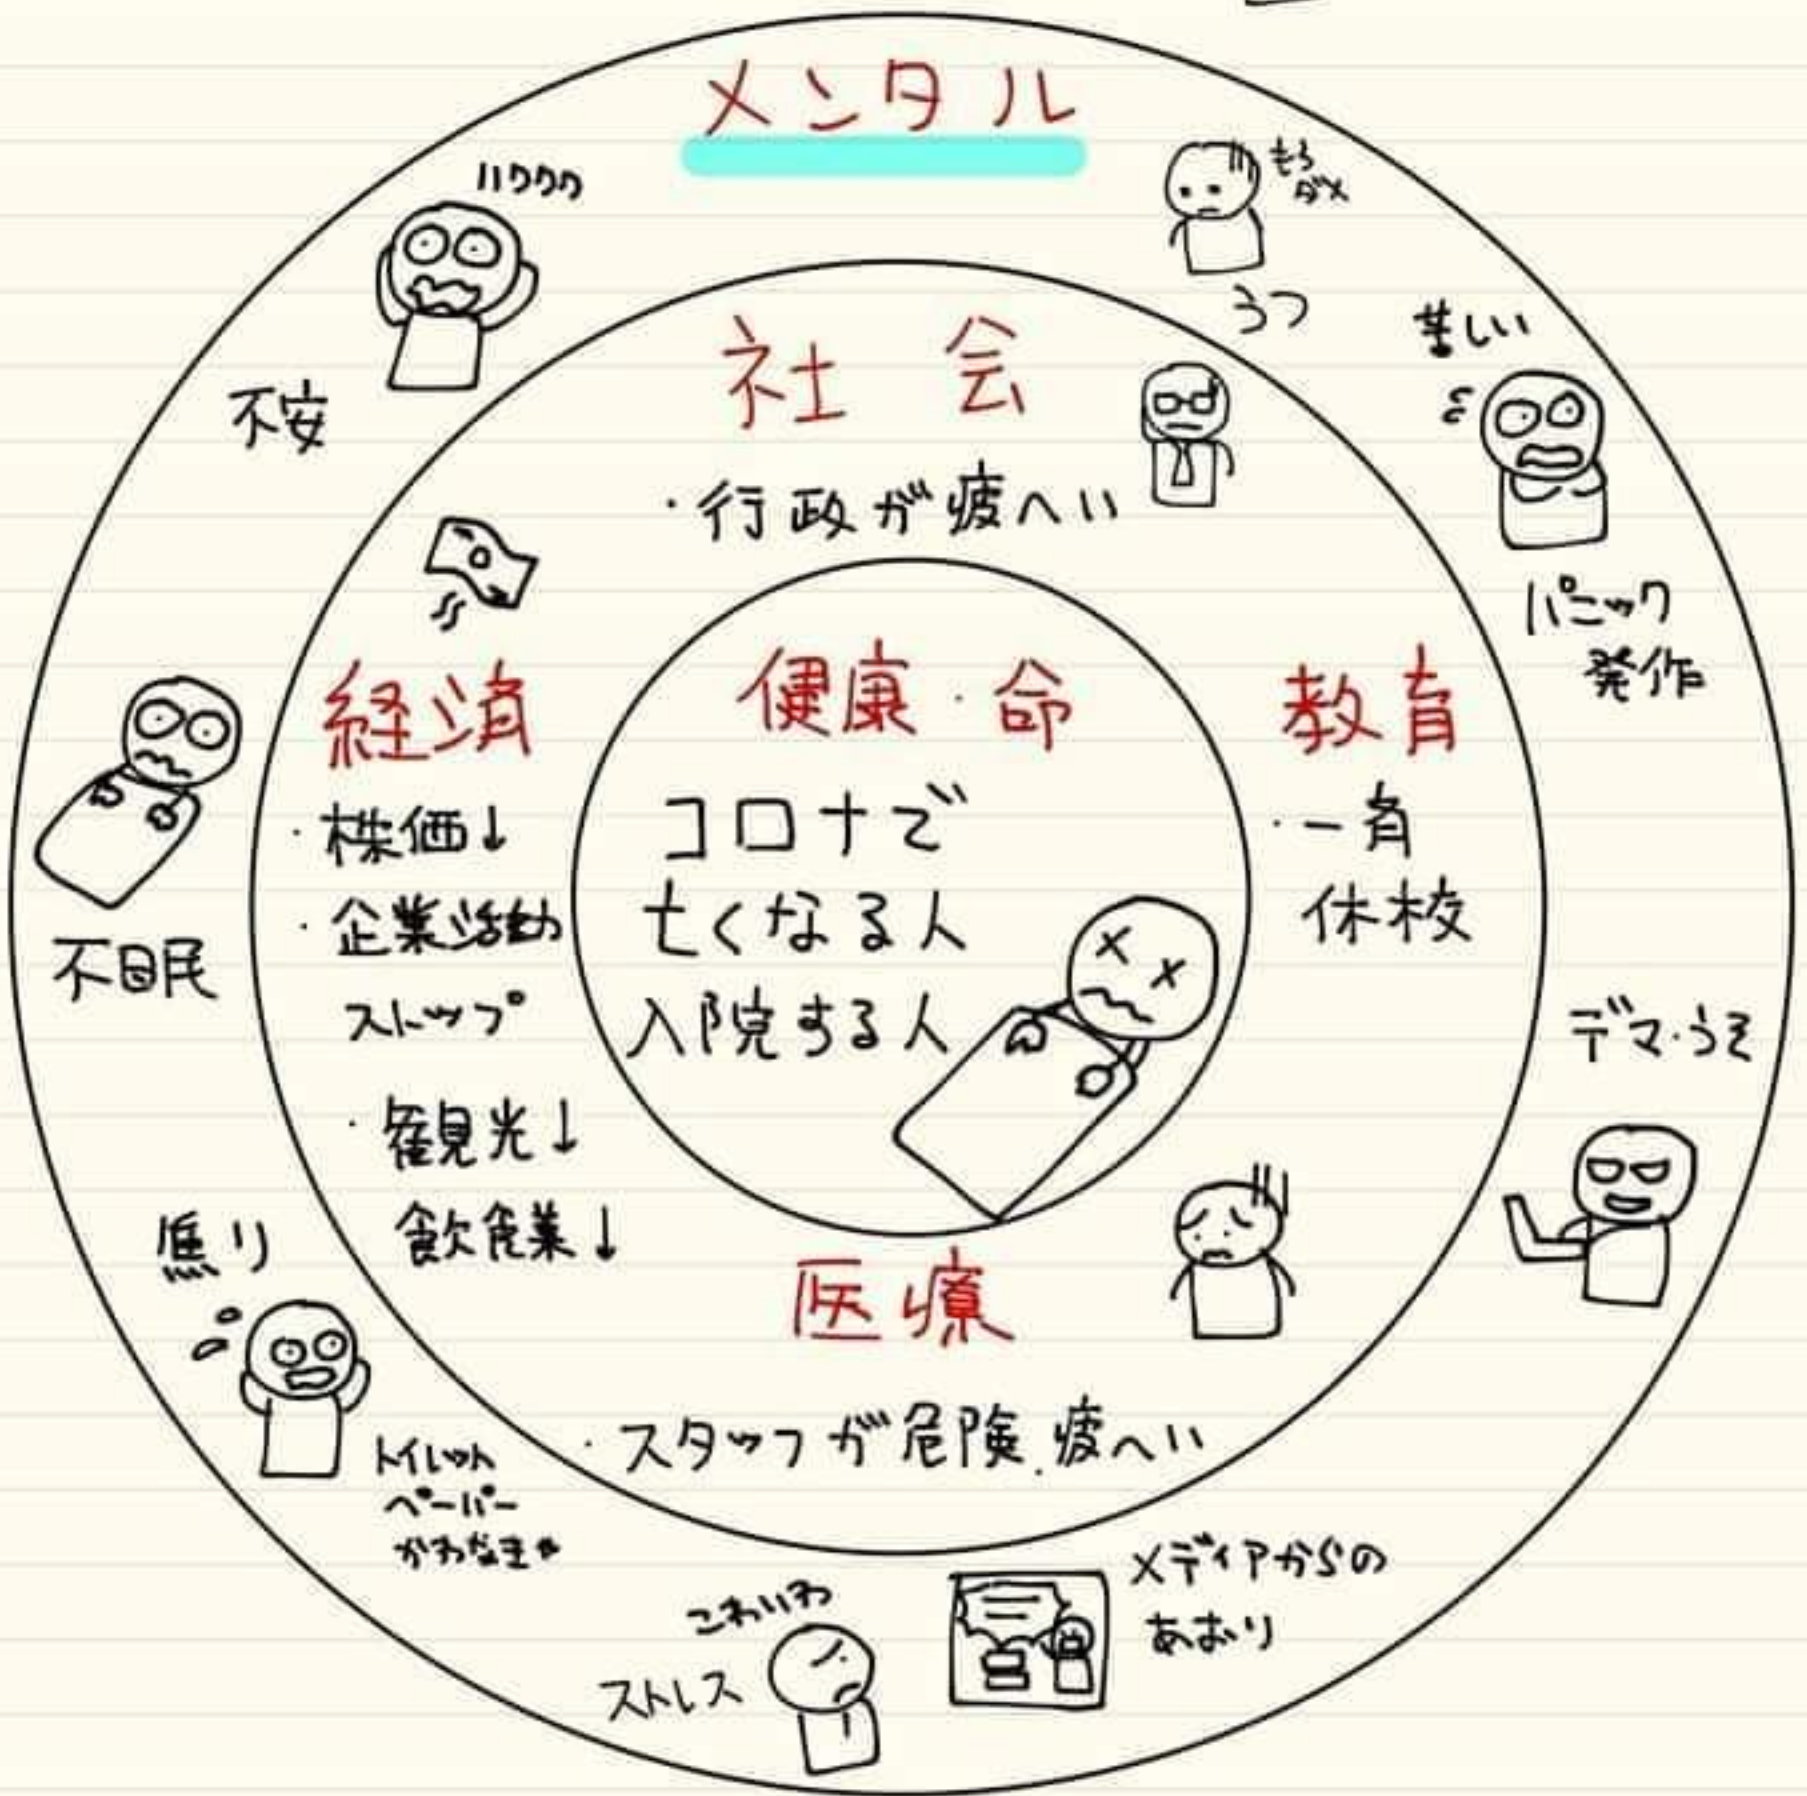 メンタル
ハワワワ
もう
ダメ
うつ
不安
苦しい
パニック
発作
社会
・行政が疲へい
経済
・株価↓
・企業活動
ストップ
・観光↓
飲食業↓
健康・命
コロナで
亡くなる人
入院する人
教育
・一斉
休校
不眠
デマ・うそ
焦り
トイレット
ペーパー
かわなきゃ
医療
・スタッフが危険、疲へい
こわいわ
ストレス
メディアからの
あおり